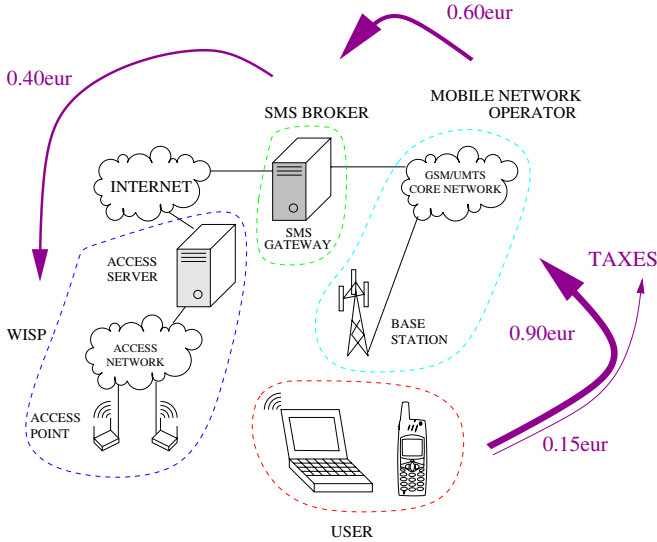 0.60eur
0.40eur
SMS BROKER
MOBILE NETWORK
OPERATOR
INTERNET
GSM/UMTS
CORE NETWORK
SMS
GATEWAY
ACCESS
SERVER
TAXES
WISP
ACCESS
NETWORK
BASE
STATION
0.90eur
ACCESS
POINT
0.15eur
USER